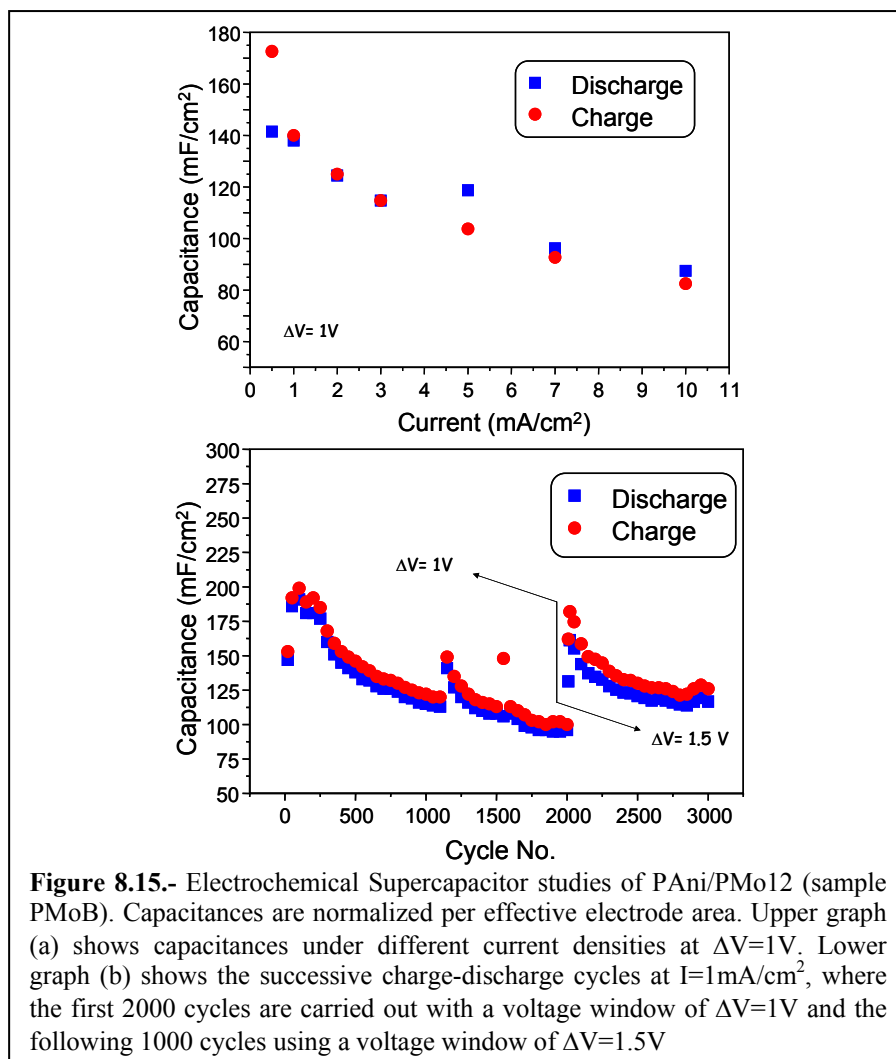 180
160
140
120
100
80
60
Capacitance (mF/cm²)
Discharge
Charge
ΔV= 1V
0 1 2 3 4 5 6 7 8 9 10 11
Current (mA/cm²)
300
275
250
225
200
175
150
125
100
75
50
Capacitance (mF/cm²)
Discharge
Charge
ΔV= 1V
ΔV= 1.5 V
0 500 1000 1500 2000 2500 3000
Cycle No.
Figure 8.15.- Electrochemical Supercapacitor studies of PAni/PMo12 (sample
PMoB). Capacitances are normalized per effective electrode area. Upper graph
(a) shows capacitances under different current densities at ΔV=1V. Lower
graph (b) shows the successive charge-discharge cycles at I=1mA/cm², where
the first 2000 cycles are carried out with a voltage window of ΔV=1V and the
following 1000 cycles using a voltage window of ΔV=1.5V